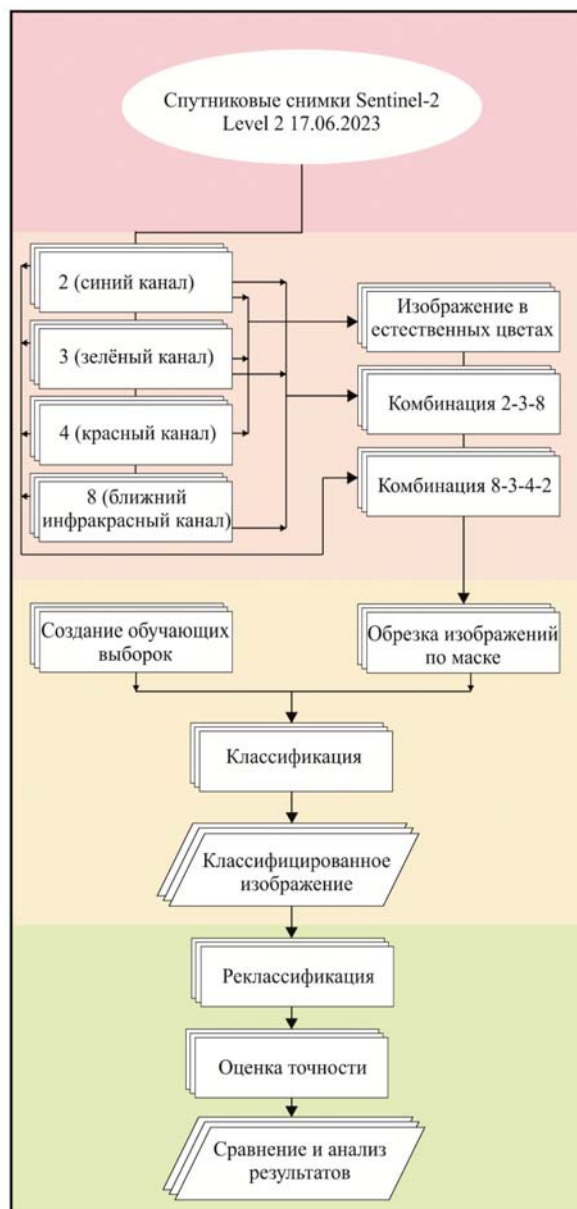 Спутниковые снимки Sentinel-2
Level 2 17.06.2023
2 (синий канал)
3 (зелёный канал)
4 (красный канал)
8 (ближний
инфракрасный канал)
Изображение в
естественных цветах
Комбинация 2-3-8
Комбинация 8-3-4-2
Создание обучающих
выборок
Обрезка изображений
по маске
Классификация
Классифицированное
изображение
Реклассификация
Оценка точности
Сравнение и анализ
результатов